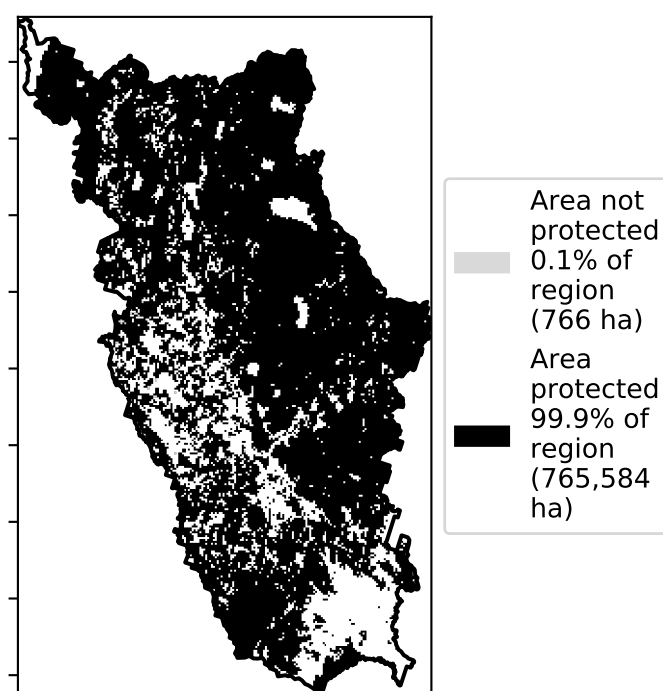 Area not
protected
0.1% of
region
(766 ha)
Area
protected
99.9% of
region
(765,584
ha)